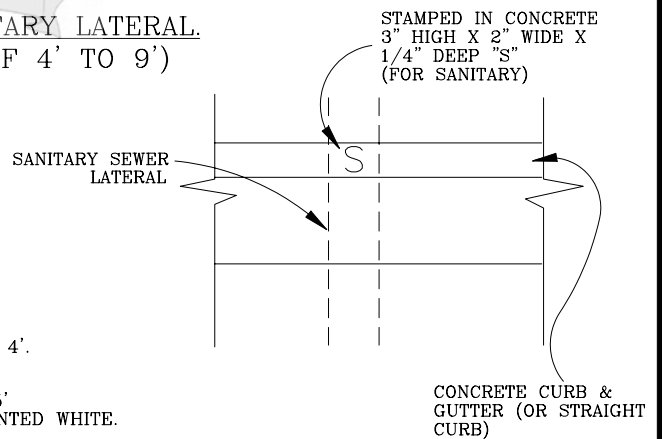 TARY LATERAL.
F 4' TO 9')
STAMPED IN CONCRETE
3" HIGH X 2" WIDE X
1/4" DEEP "S"
(FOR SANITARY)
SANITARY SEWER
LATERAL
S
4'.
NTED WHITE.
CONCRETE CURB &
GUTTER (OR STRAIGHT
CURB)